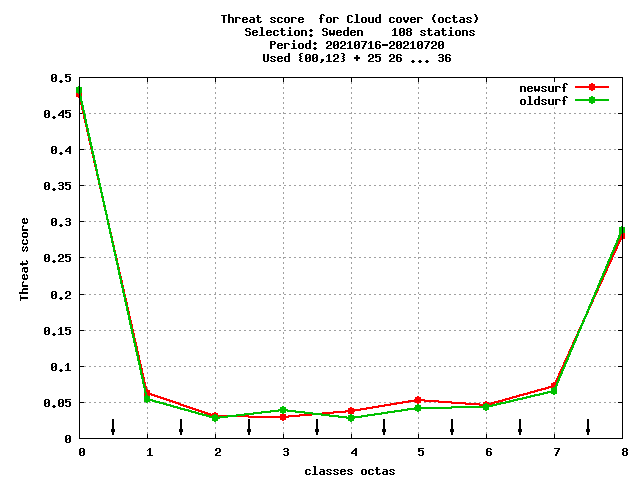 Threat score  for Cloud cover (octas)
Selection: Sweden    108 stations
Period: 20210716-20210720
Used {00,12} + 25 26 ... 36
newsurf
oldsurf
0.5
0.45
0.4
0.35
0.3
0.25
0.2
0.15
0.1
0.05
0
Threat score
0 1 2 3 4 5 6 7 8
classes octas